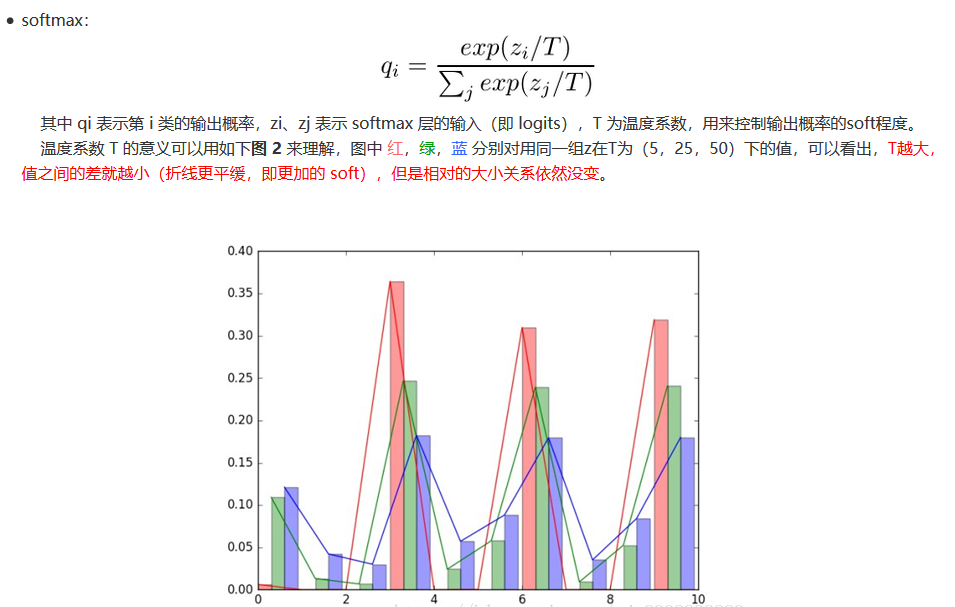 • softmax：
qi = exp(zi/T) / ∑j exp(zj/T)
其中 qi 表示第 i 类的输出概率，zi、zj 表示 softmax 层的输入（即 logits），T 为温度系数，用来控制输出概率的soft程度。
温度系数 T 的意义可以用如下图 2 来理解，图中 红，绿，蓝 分别对用同一组z在T为（5，25，50）下的值，可以看出，T越大，
值之间的差就越小（折线更平缓，即更加的 soft），但是相对的大小关系依然没变。
0.40
0.35
0.30
0.25
0.20
0.15
0.10
0.05
0.00
0 2 4 6 8 10